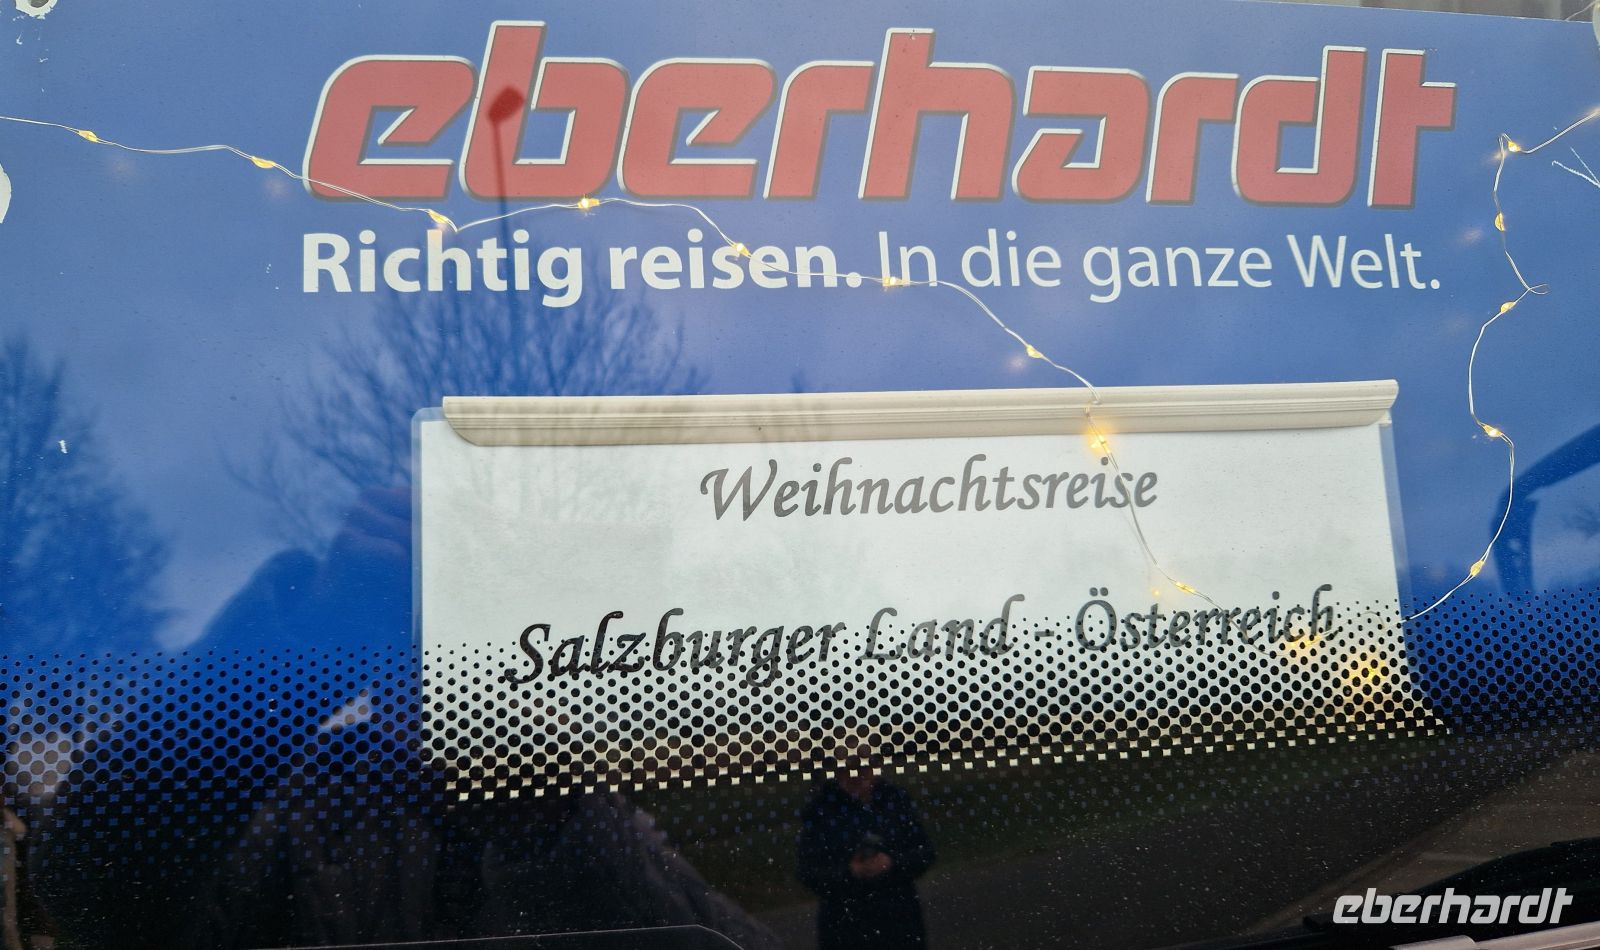 eberhardt
Richtig reisen. In die ganze Welt.
Weihnachtsreise
Salzburger Land - Österreich
eberhardt